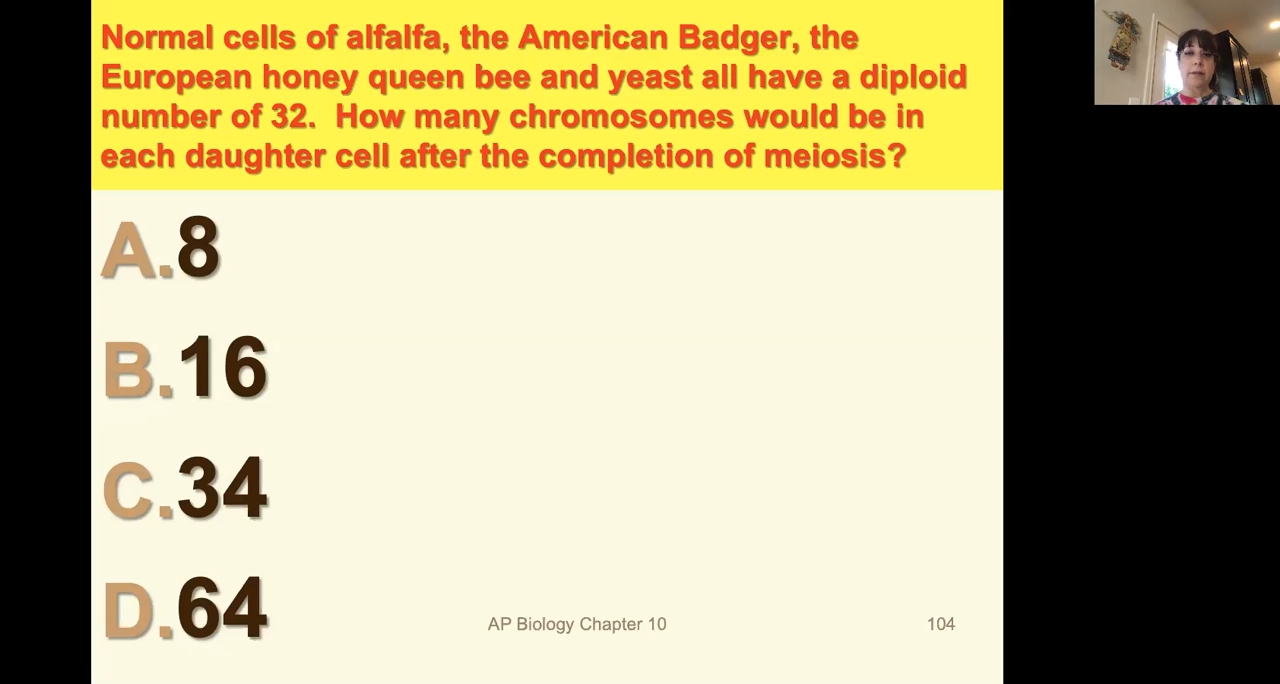 Normal cells of alfalfa, the American Badger, the
European honey queen bee and yeast all have a diploid
number of 32.  How many chromosomes would be in
each daughter cell after the completion of meiosis?
A.8
B.16
C.34
D.64
AP Biology Chapter 10
104